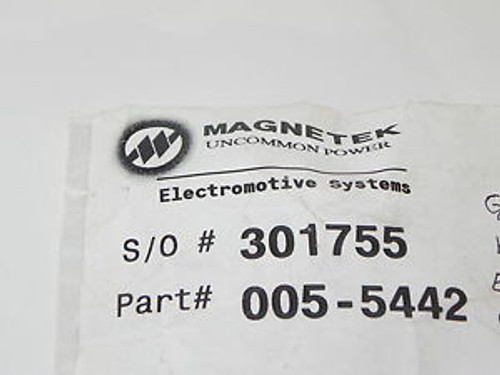 MAGNETEK
UNCOMMON POWER
Electromotive Systems
S/O # 301755
Part# 005-5442